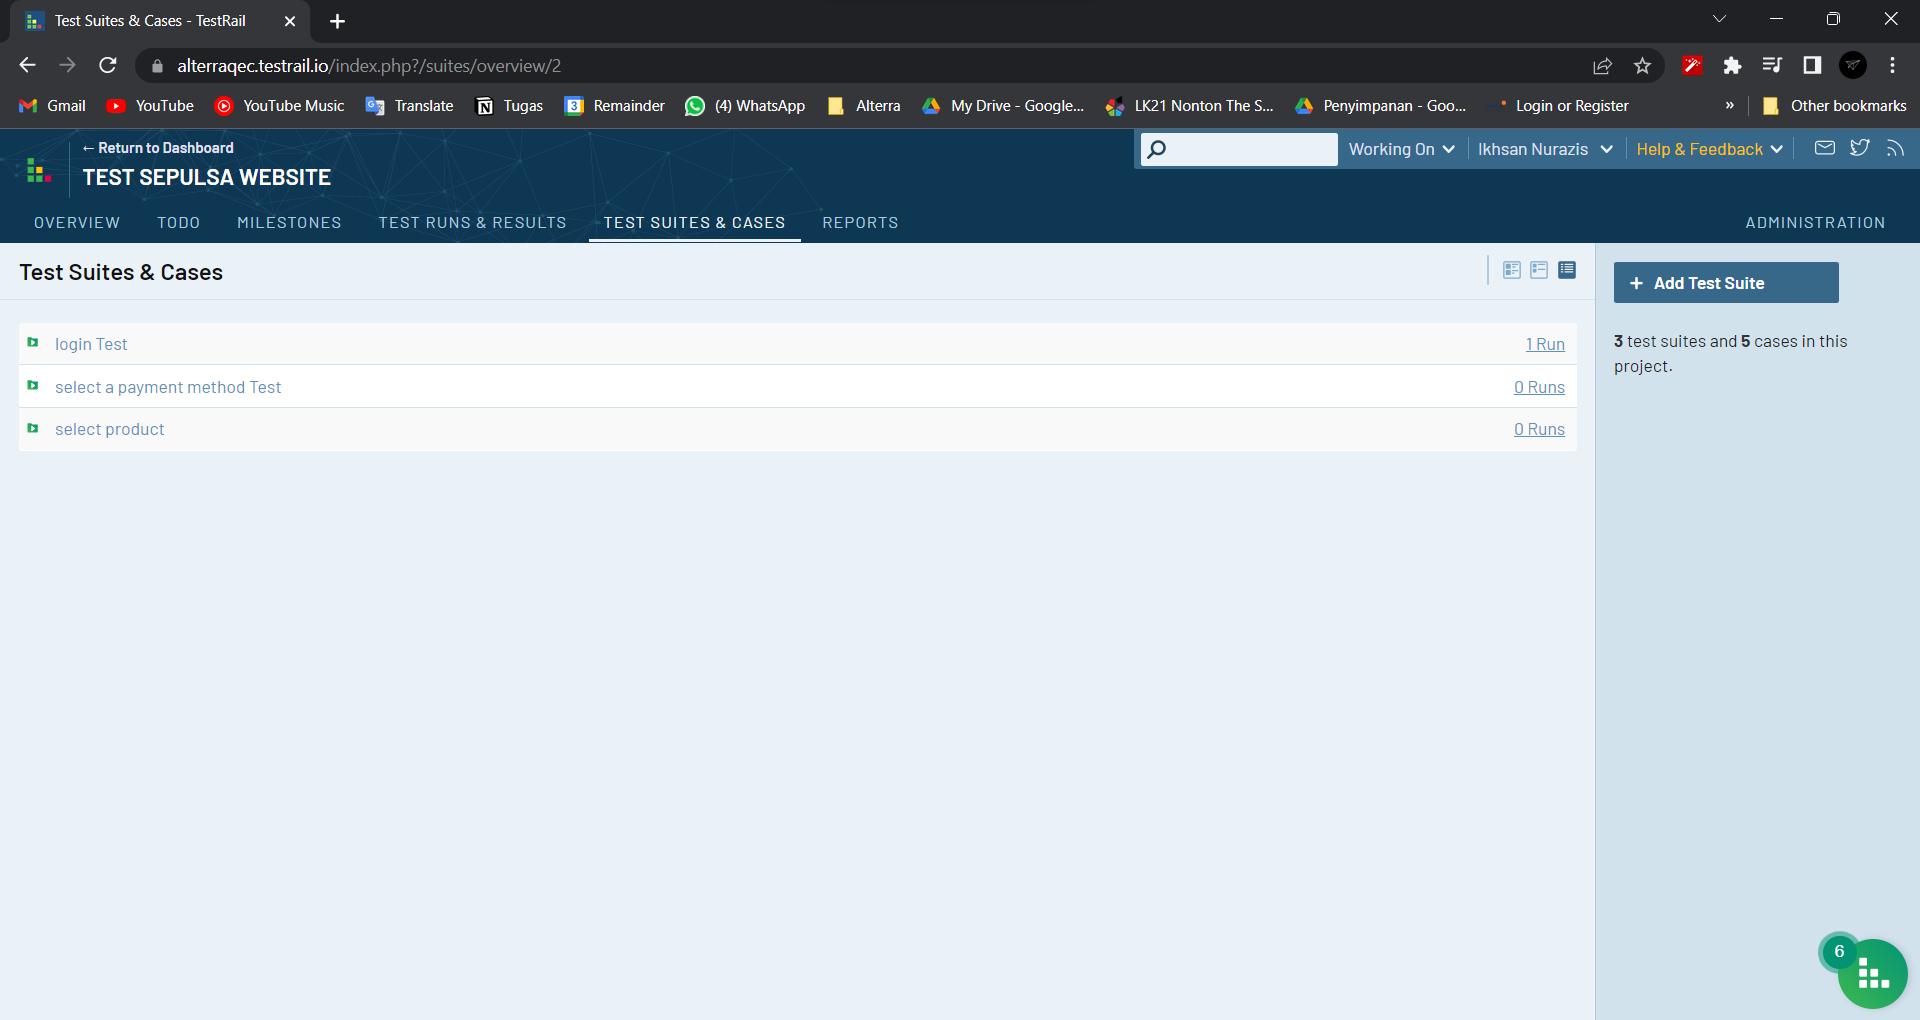 Test Suites & Cases - TestRail
alterraqec.testrail.io/index.php?/suites/overview/2
Gmail YouTube YouTube Music Translate Tugas 3 Remainder (4) WhatsApp Alterra My Drive - Google... LK21 Nonton The S... Penyimpanan - Goo... Login or Register » Other bookmarks
← Return to Dashboard
TEST SEPULSA WEBSITE
Working On Ikhsan Nurazis Help & Feedback
OVERVIEW TODO MILESTONES TEST RUNS & RESULTS TEST SUITES & CASES REPORTS ADMINISTRATION
Test Suites & Cases
+ Add Test Suite
login Test 1 Run
select a payment method Test 0 Runs
select product 0 Runs
3 test suites and 5 cases in this
project.
6